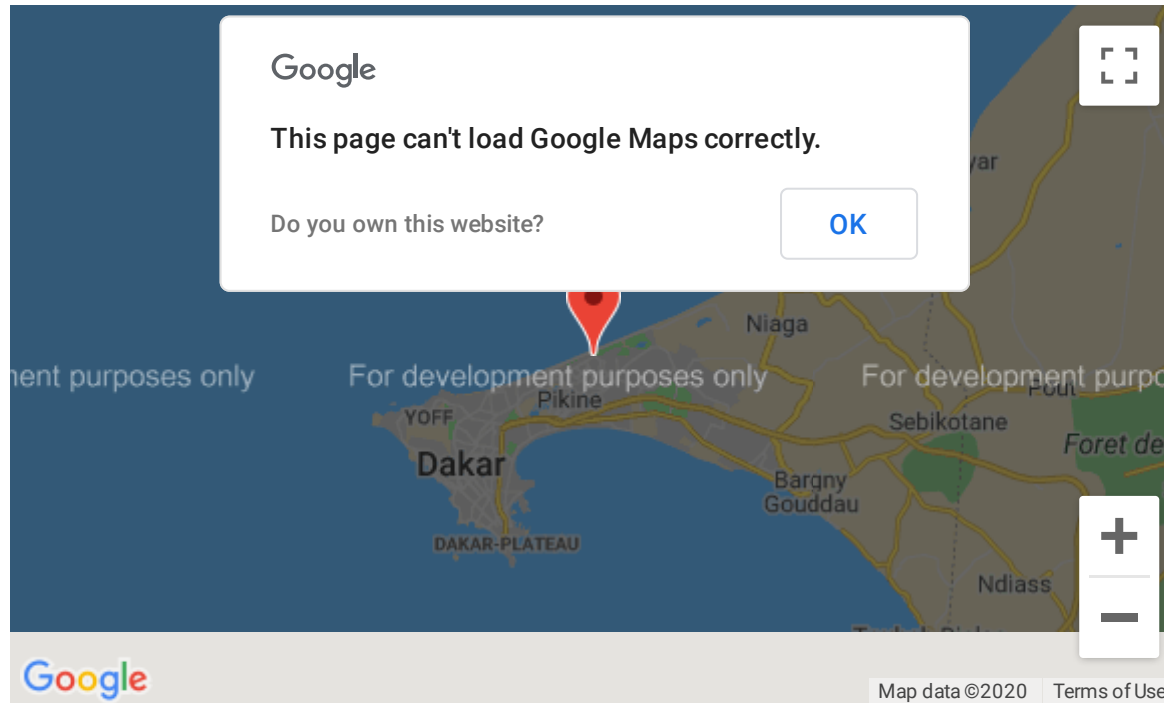 Google
This page can't load Google Maps correctly.
Do you own this website?
OK
yar
Niaga
nent purposes only
For development purposes only
For development purpo
Pout
Pikine
YOFF
Sebikotane
Foret de
Dakar
Bargny
Gouddau
DAKAR-PLATEAU
Ndiass
Google
Map data ©2020
Terms of Use